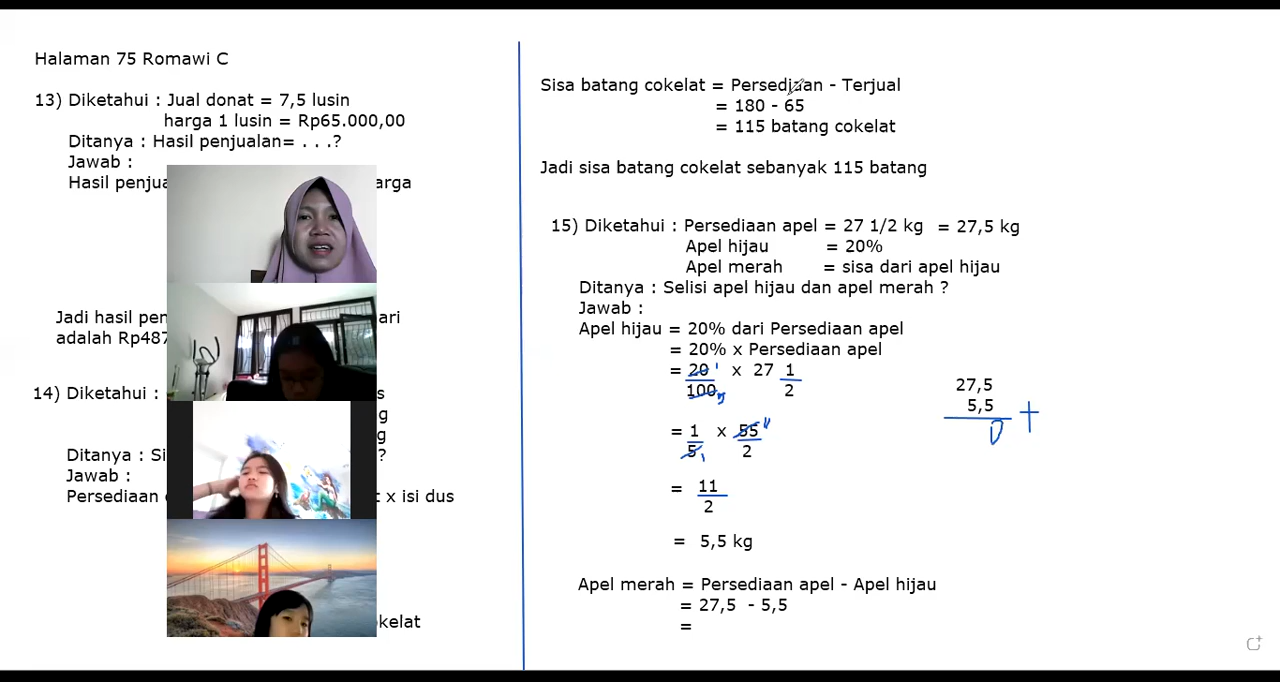 Halaman 75 Romawi C
13) Diketahui : Jual donat = 7,5 lusin
harga 1 lusin = Rp65.000,00
Ditanya : Hasil penjualan= . . .?
Jawab :
Hasil penjua arga
Jadi hasil pen ari
adalah Rp487
14) Diketahui : s
g
g
Ditanya : Si ?
Jawab :
Persediaan x isi dus
kelat
Sisa batang cokelat = Persediaan - Terjual
= 180 - 65
= 115 batang cokelat
Jadi sisa batang cokelat sebanyak 115 batang
15) Diketahui : Persediaan apel = 27 1/2 kg = 27,5 kg
Apel hijau = 20%
Apel merah = sisa dari apel hijau
Ditanya : Selisi apel hijau dan apel merah ?
Jawab :
Apel hijau = 20% dari Persediaan apel
= 20% x Persediaan apel
= 20 1 x 27 1
100 5 2
= 1 x 55 11
5 1 2
= 11
2
= 5,5 kg
Apel merah = Persediaan apel - Apel hijau
= 27,5 - 5,5
=
27,5
5,5
0 +